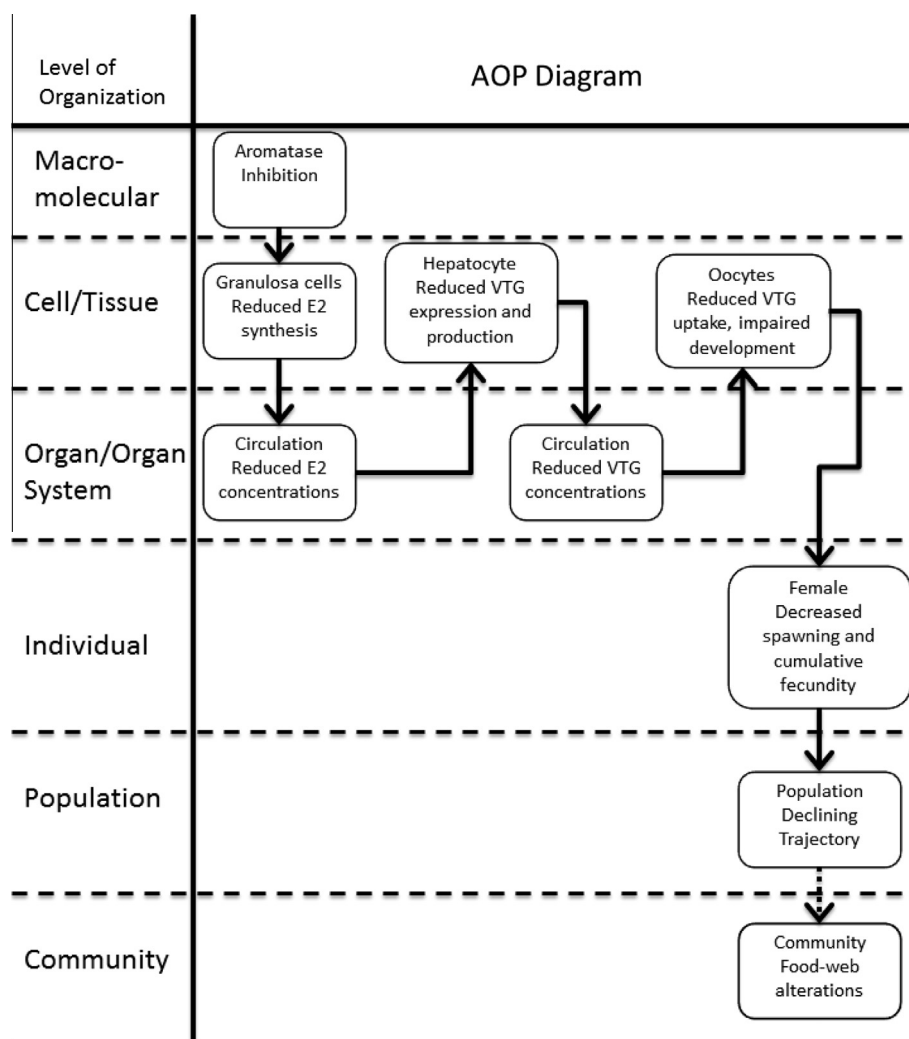 Level of
Organization
AOP Diagram
Macro-
molecular
Aromatase
Inhibition
Cell/Tissue
Granulosa cells
Reduced E2
synthesis
Hepatocyte
Reduced VTG
expression and
production
Oocytes
Reduced VTG
uptake, impaired
development
Organ/Organ
System
Circulation
Reduced E2
concentrations
Circulation
Reduced VTG
concentrations
Individual
Female
Decreased
spawning and
cumulative
fecundity
Population
Population
Declining
Trajectory
Community
Community
Food-web
alterations